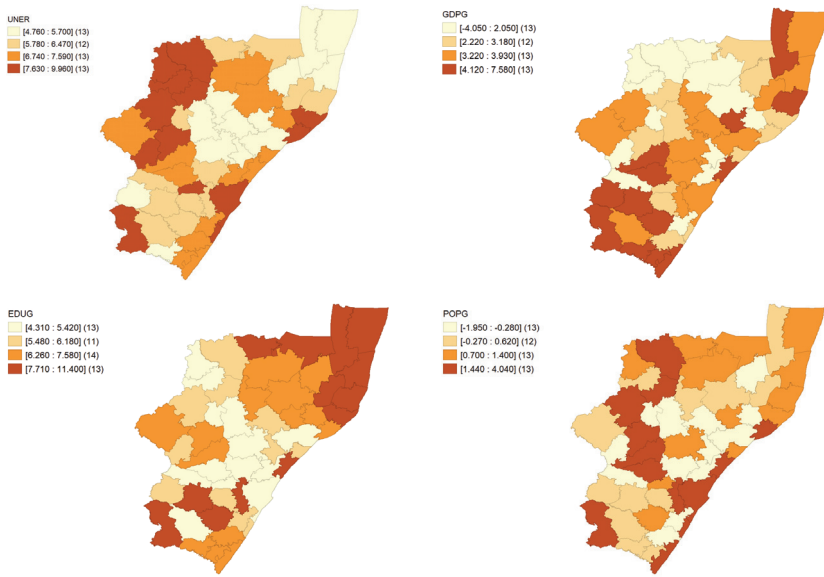 UNER
[4.760 : 5.700] (13)
[5.780 : 6.470] (12)
[6.740 : 7.590] (13)
[7.630 : 9.960] (13)
GDPG
[-4.050 : 2.050] (13)
[2.220 : 3.180] (12)
[3.220 : 3.930] (13)
[4.120 : 7.580] (13)
EDUG
[4.310 : 5.420] (13)
[5.480 : 6.180] (11)
[6.260 : 7.580] (14)
[7.710 : 11.400] (13)
POPG
[-1.950 : -0.280] (13)
[-0.270 : 0.620] (12)
[0.700 : 1.400] (13)
[1.440 : 4.040] (13)